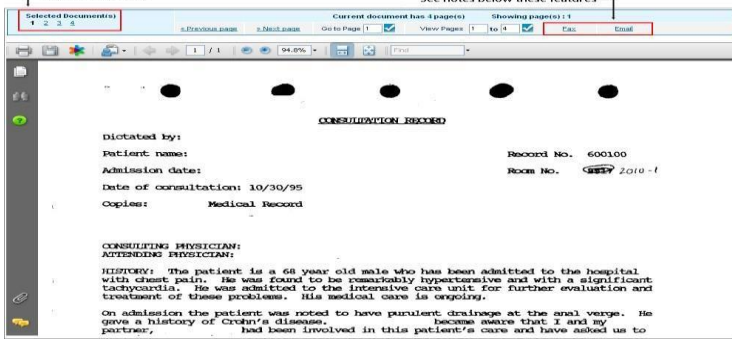 see notes below these features
Selected Document(s)
1 2 3 4
Current document has 4 page(s) Showing page(s) : 1
« Previous page » Next page Go to Page 1 View Pages 1 to 4 Fax Email
1 / 1 94.8% Find
CONSULTATION RECORD
Dictated by:
Patient name: Record No. 600100
Admission date: Room No. 2010-1
Date of consultation: 10/30/95
Copies: Medical Record
CONSULTING PHYSICIAN:
ATTENDING PHYSICIAN:
HISTORY: The patient is a 68 year old male who has been admitted to the hospital
with chest pain. He was found to be remarkably hypertensive and with a significant
tachycardia. He was admitted to the intensive care unit for further evaluation and
treatment of these problems. His medical care is ongoing.
On admission the patient was noted to have purulent drainage at the anal verge. He
gave a history of Crohn's disease. became aware that I and my
partner, had been involved in this patient's care and have asked us to